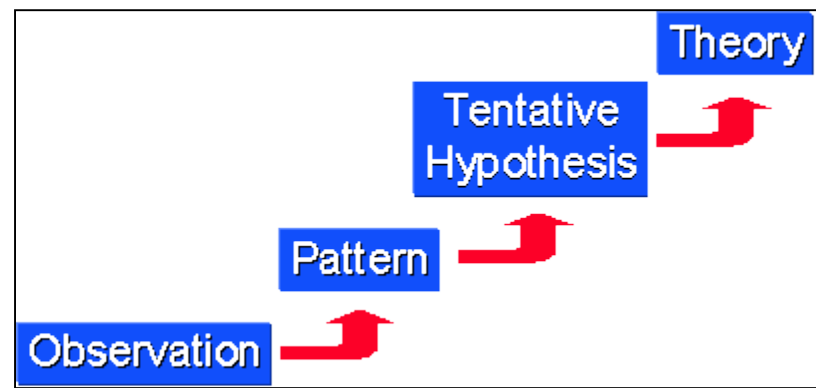 Theory
Tentative
Hypothesis
Pattern
Observation